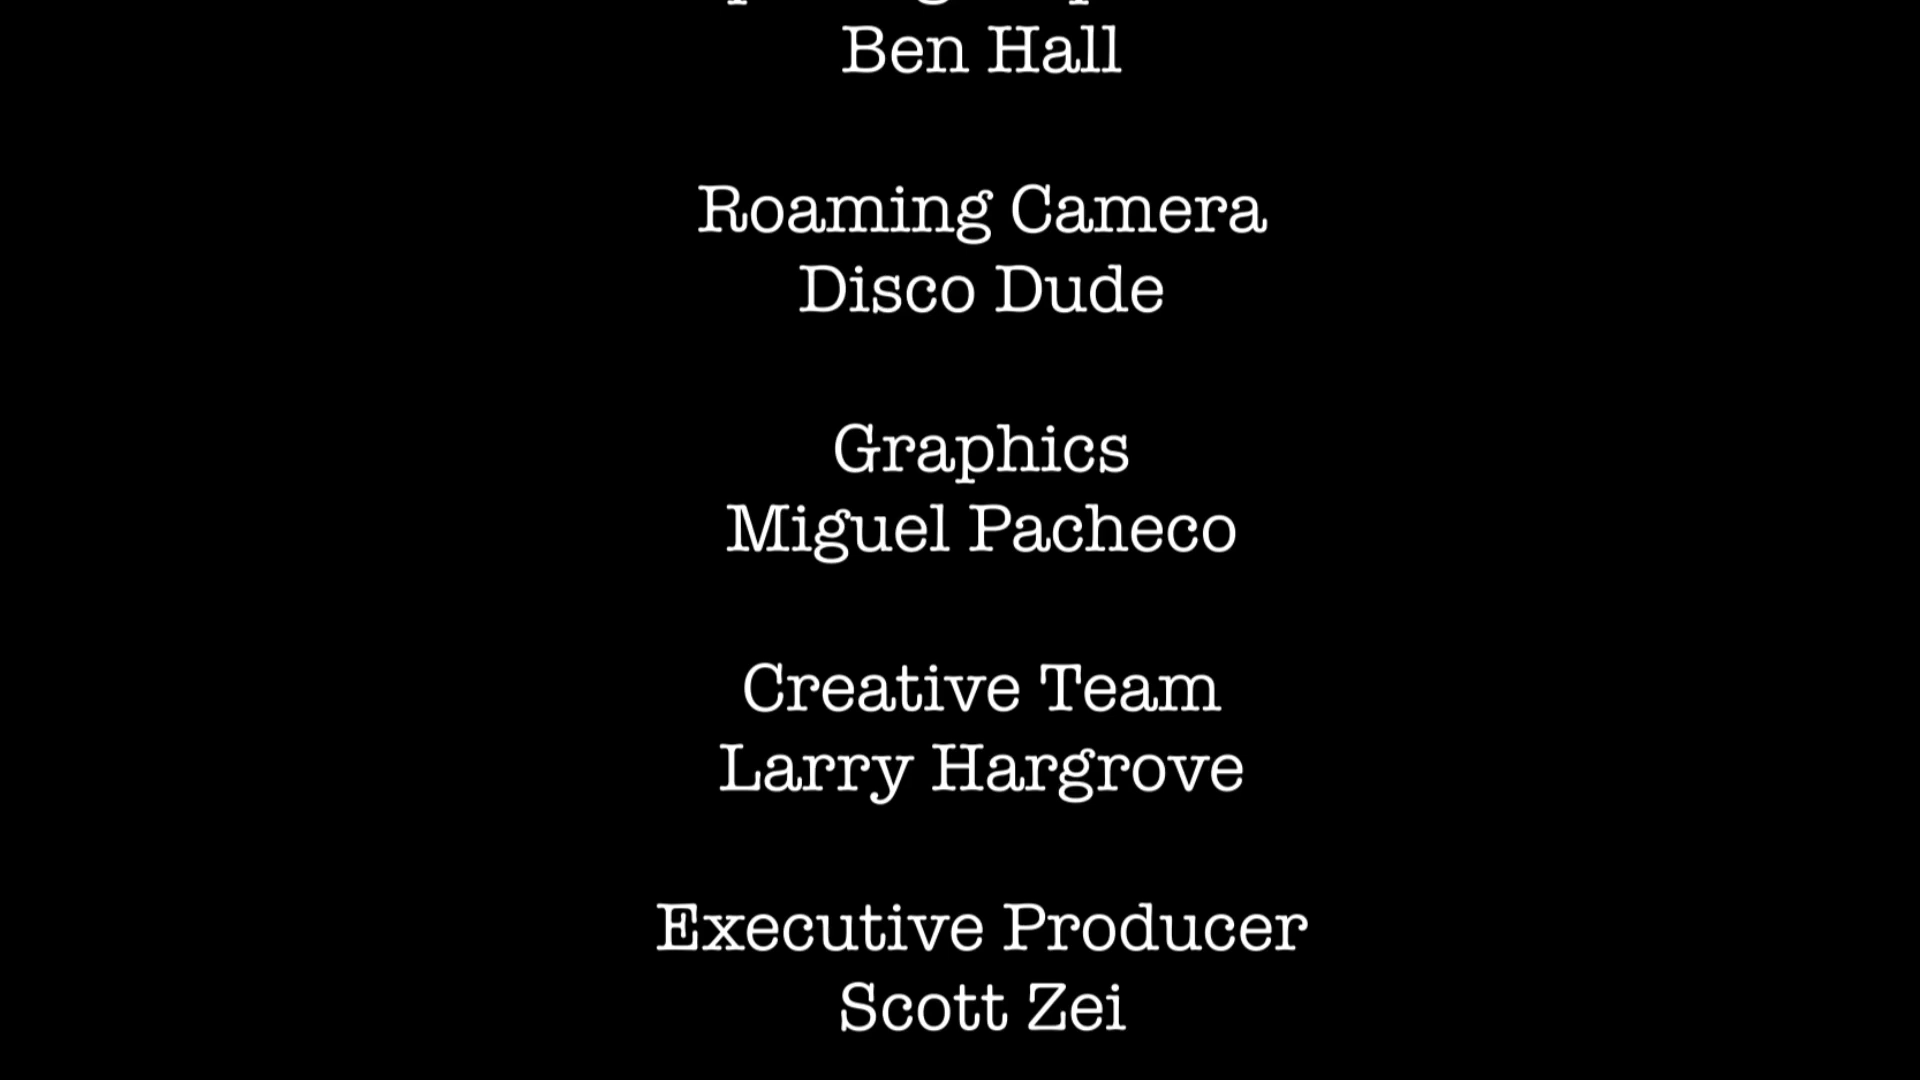 Ben Hall
Roaming Camera
Disco Dude
Graphics
Miguel Pacheco
Creative Team
Larry Hargrove
Executive Producer
Scott Zei